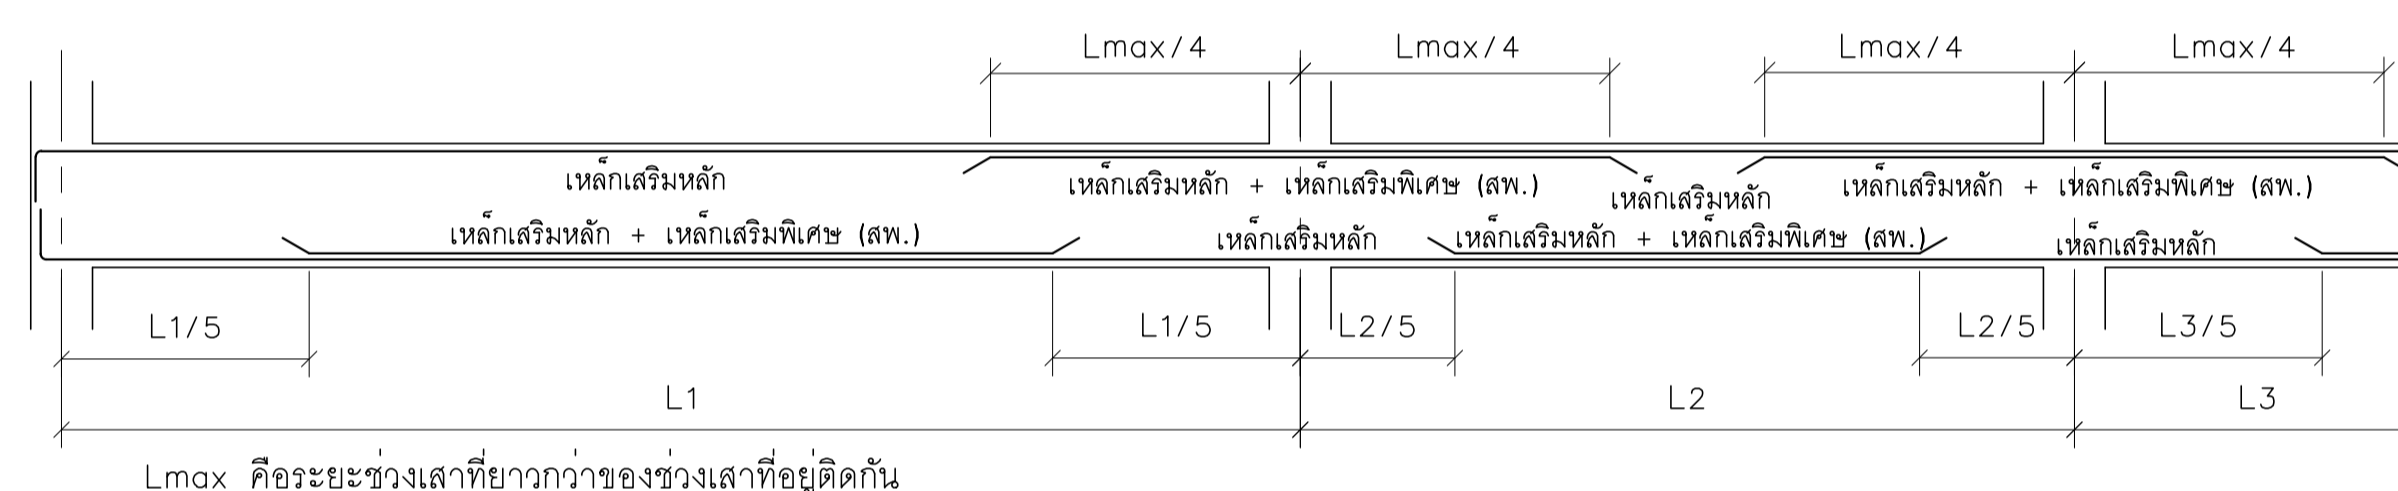 Lmax/4 Lmax/4 Lmax/4 Lmax/4
เหล็กเสริมหลัก เหล็กเสริมหลัก + เหล็กเสริมพิเศษ (สพ.) เหล็กเสริมหลัก เหล็กเสริมหลัก + เหล็กเสริมพิเศษ (สพ.)
เหล็กเสริมหลัก + เหล็กเสริมพิเศษ (สพ.) เหล็กเสริมหลัก เหล็กเสริมหลัก + เหล็กเสริมพิเศษ (สพ.) เหล็กเสริมหลัก
L1/5 L1/5 L2/5 L2/5 L3/5
L1 L2 L3
Lmax คือระยะช่วงเสาที่ยาวกว่าของช่วงเสาที่อยู่ติดกัน